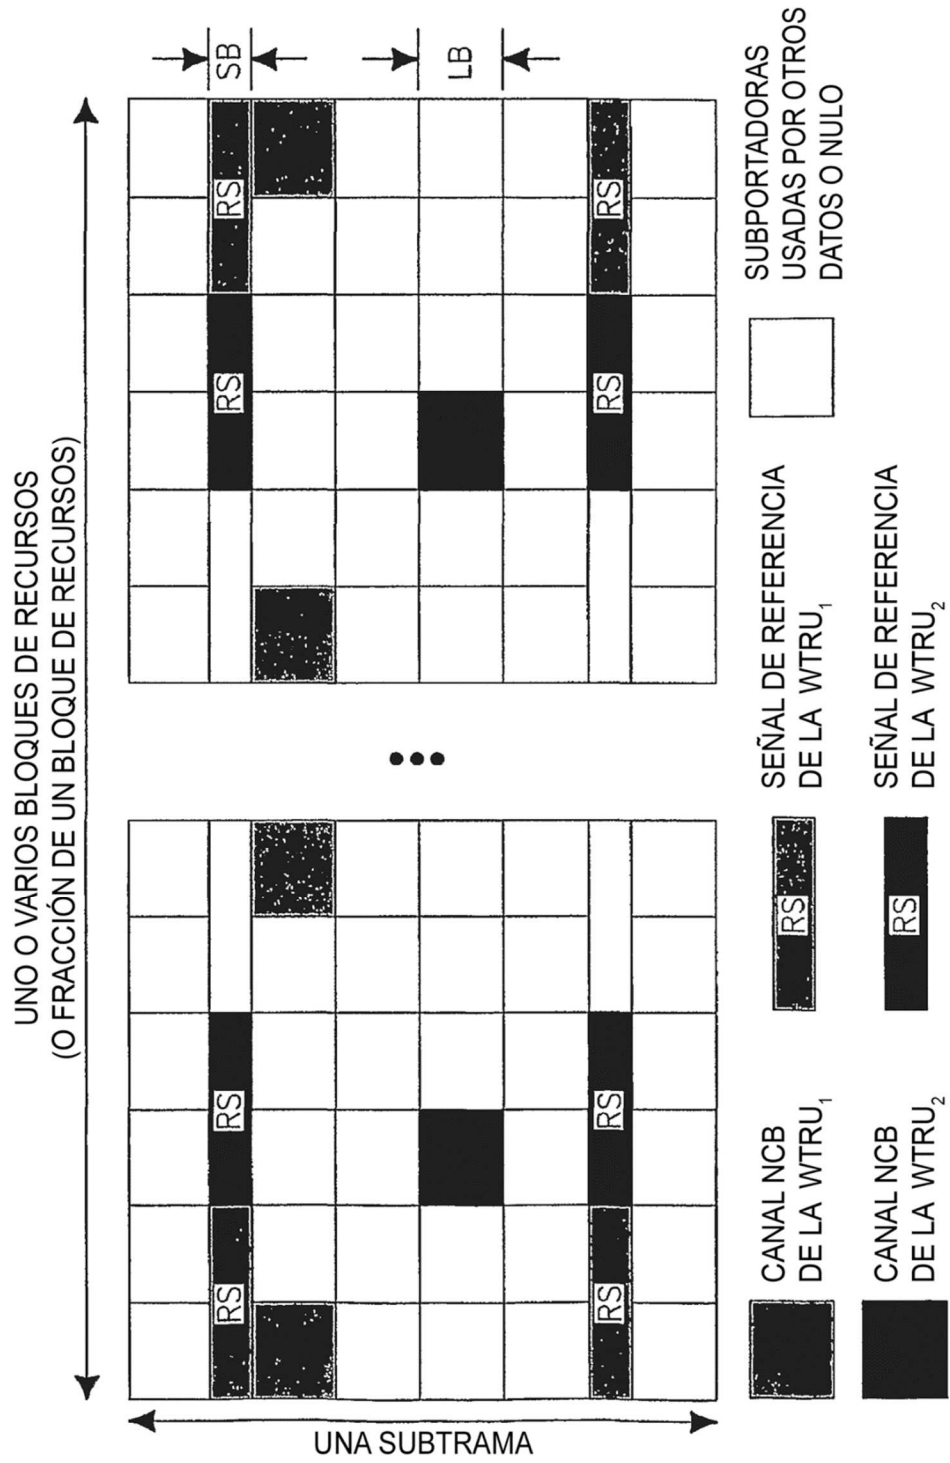 UNO O VARIOS BLOQUES DE RECURSOS
(O FRACCIÓN DE UN BLOQUE DE RECURSOS)
UNA SUBTRAMA
RS RS RS RS SB
LB
RS RS RS RS
CANAL NCB
DE LA WTRU₁
RS
SEÑAL DE REFERENCIA
DE LA WTRU₁
SUBPORTADORAS
USADAS POR OTROS
DATOS O NULO
CANAL NCB
DE LA WTRU₂
RS
SEÑAL DE REFERENCIA
DE LA WTRU₂